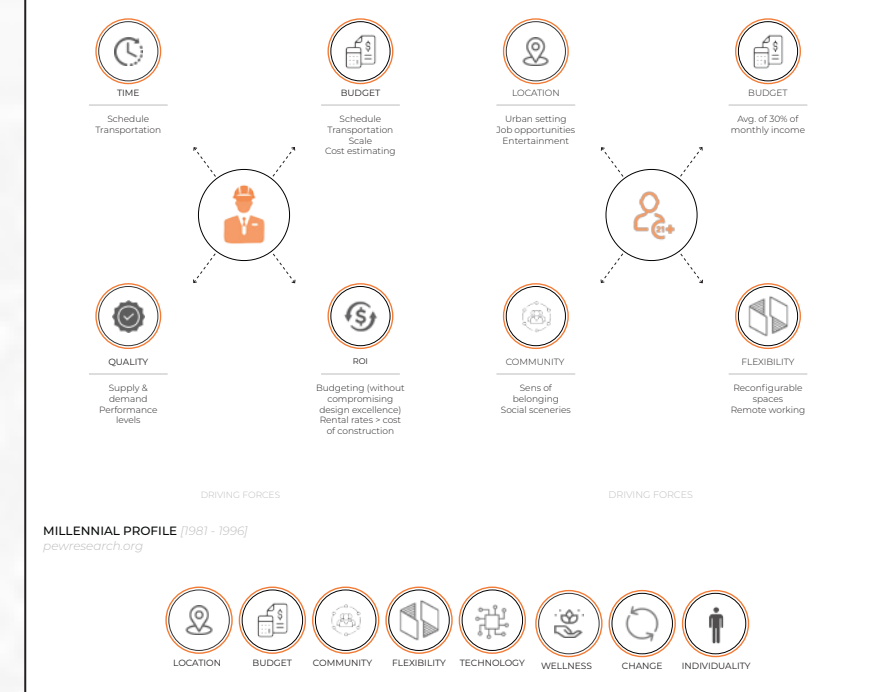 TIME
Schedule
Transportation
BUDGET
$
Schedule
Transportation
Scale
Cost estimating
LOCATION
Urban setting
Job opportunities
Entertainment
BUDGET
$
Avg. of 30% of
monthly income
21+
QUALITY
Supply &
demand
Performance
levels
ROI
$
Budgeting (without
compromising
design excellence)
Rental rates > cost
of construction
COMMUNITY
Sens of
belonging
Social sceneries
FLEXIBILITY
Reconfigurable
spaces
Remote working
DRIVING FORCES
DRIVING FORCES
MILLENNIAL PROFILE [1981 - 1996]
pewresearch.org
$
LOCATION
BUDGET
COMMUNITY
FLEXIBILITY
TECHNOLOGY
WELLNESS
CHANGE
INDIVIDUALITY